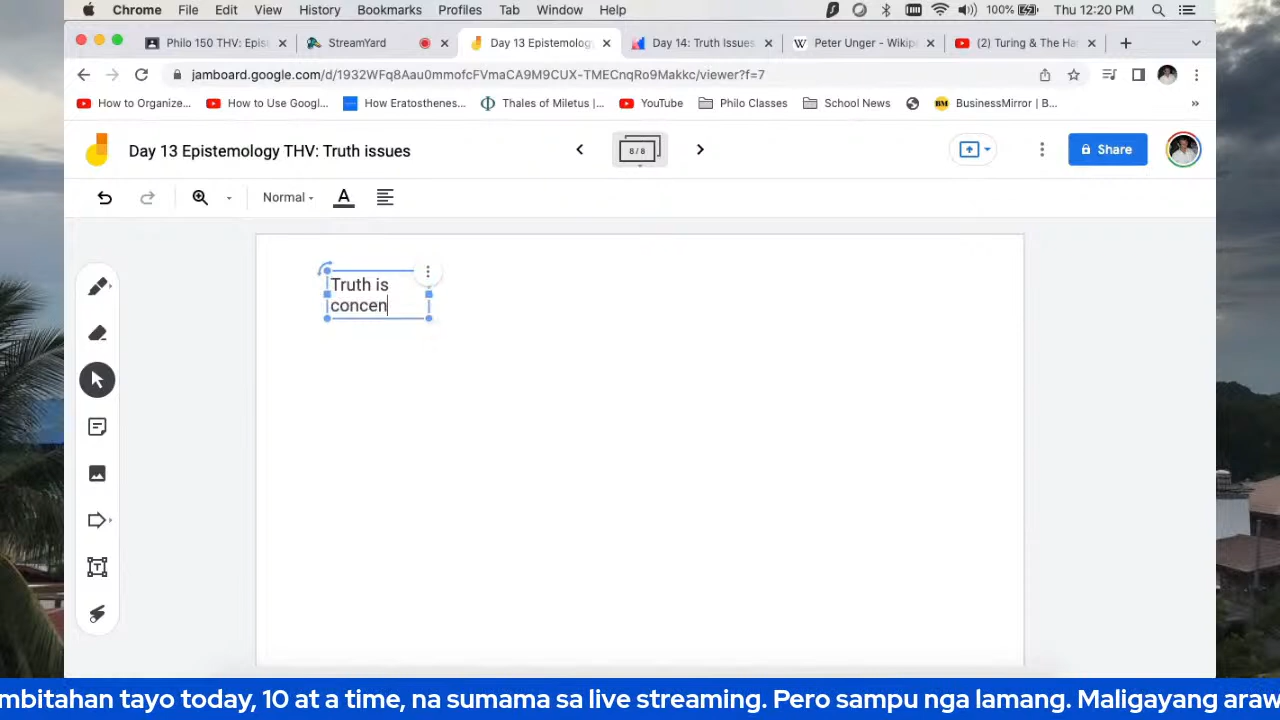 Chrome File Edit View History Bookmarks Profiles Tab Window Help 100% Thu 12:20 PM
Philo 150 THV: Epis StreamYard Day 13 Epistemology Day 14: Truth Issues Peter Unger - Wikip (2) Turing & The Ha
jamboard.google.com/d/1932WFq8Aau0mmofcFVmaCA9M9CUX-TMECnqRo9Makkc/viewer?f=7
How to Organize... How to Use Googl... How Eratosthenes... Thales of Miletus |... YouTube Philo Classes School News BM BusinessMirror | B... »
Day 13 Epistemology THV: Truth issues 8 / 8 Share
Normal A
Truth is
concen
T
mbitahan tayo today, 10 at a time, na sumama sa live streaming. Pero sampu nga lamang. Maligayang araw